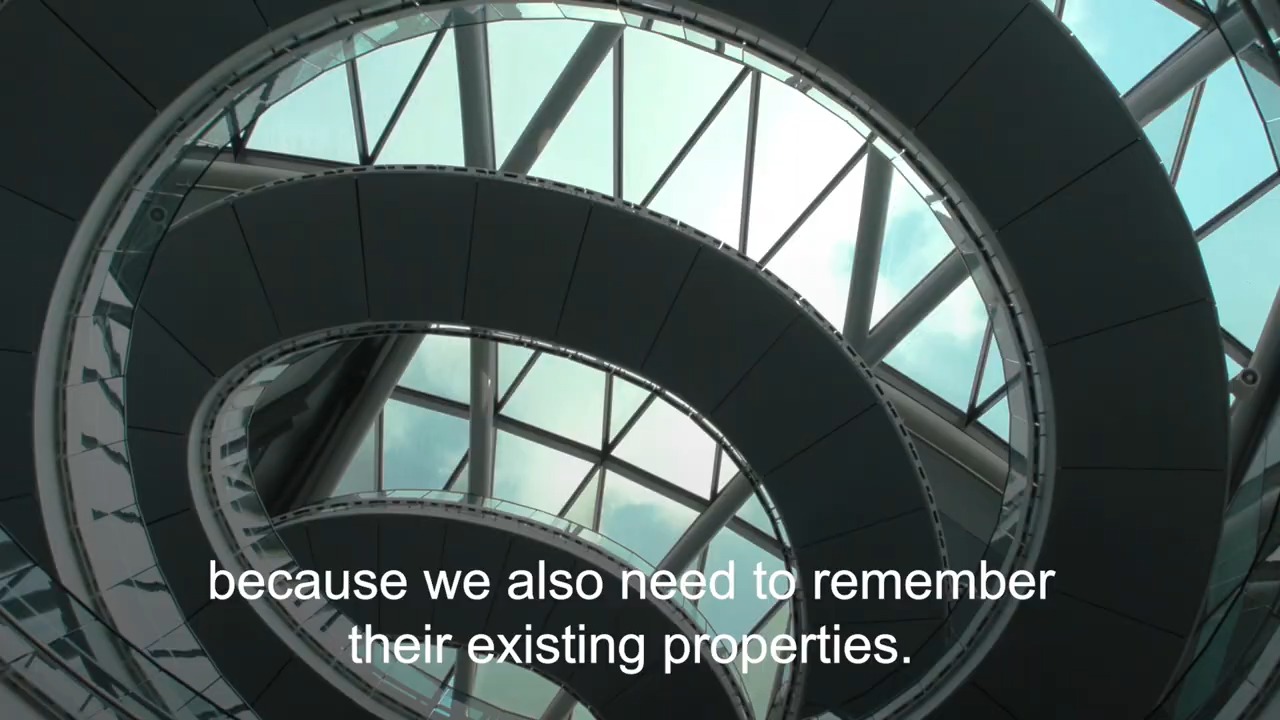 because we also need to remember
their existing properties.